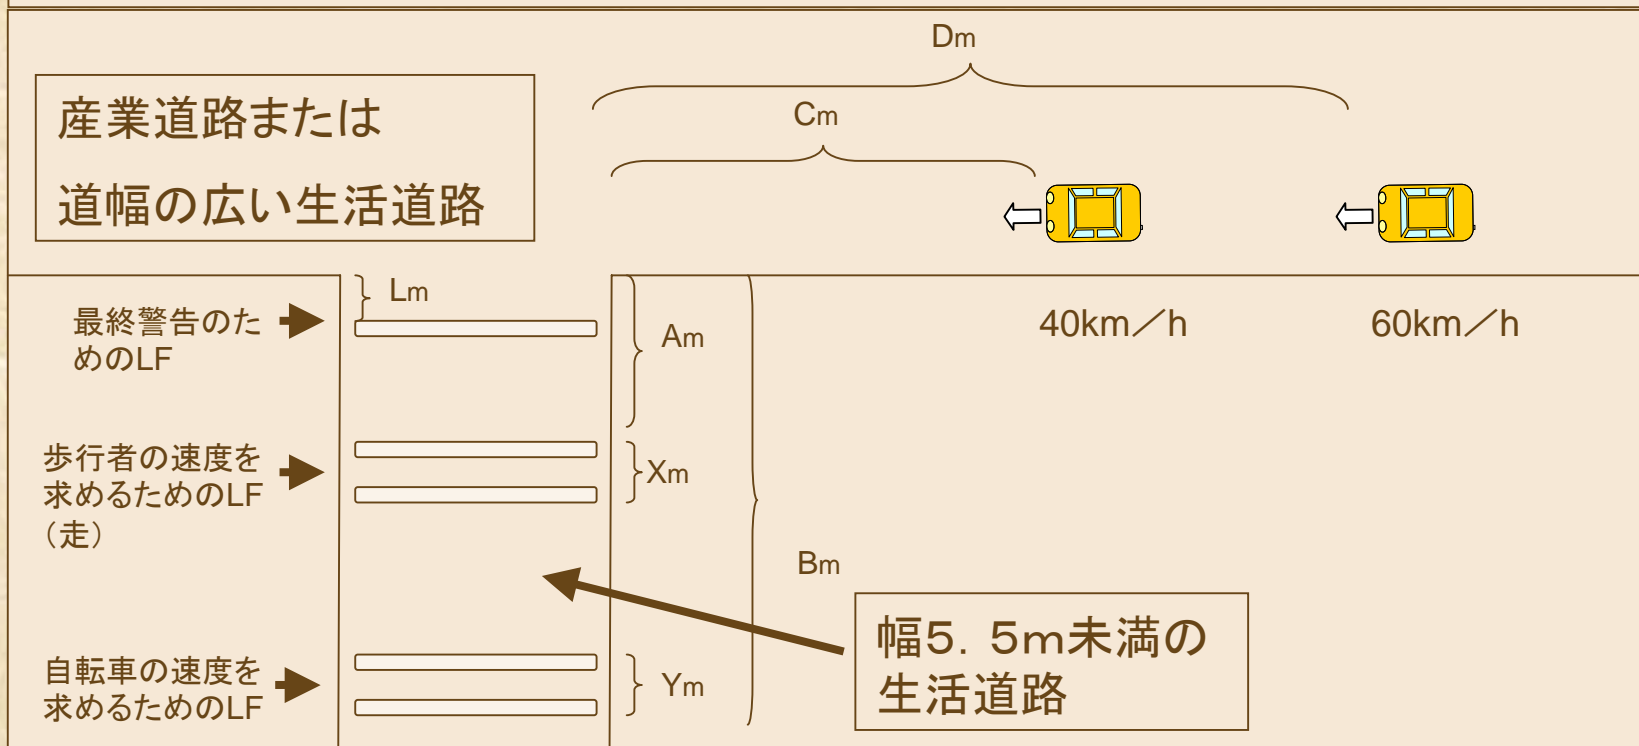 Dm
Cm
産業道路または
道幅の広い生活道路
Lm
最終警告のた
めのLF
Am
40km／h
60km／h
歩行者の速度を
求めるためのLF
（走）
Xm
Bm
幅5．5m未満の
生活道路
自転車の速度を
求めるためのLF
Ym